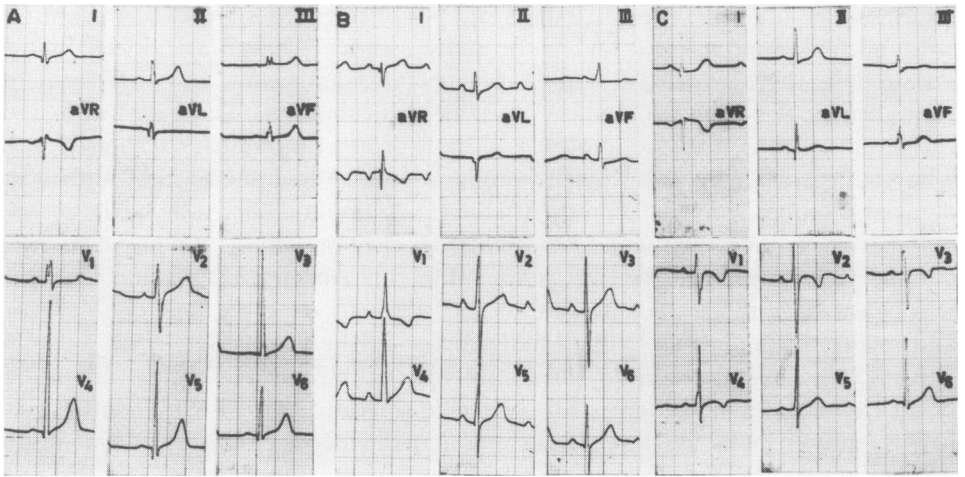 A I II III B I II III C I II III
aVR aVL aVF aVR aVL aVF aVR aVL aVF
V1 V2 V3 V1 V2 V3 V1 V2 V3
V4 V5 V6 V4 V5 V6 V4 V5 V6